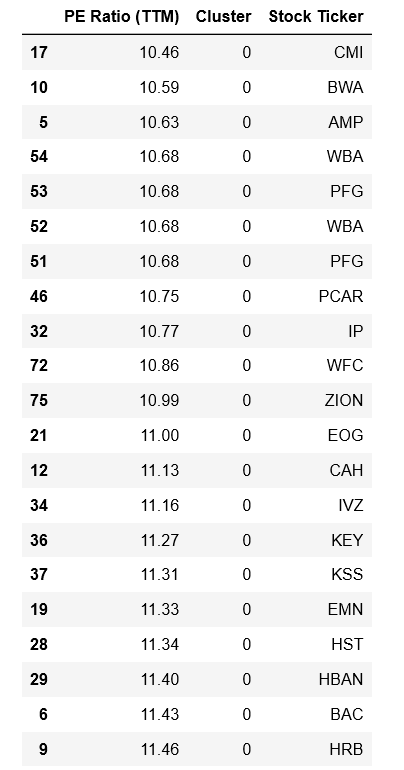 PE Ratio (TTM) Cluster Stock Ticker
17 10.46 0 CMI
10 10.59 0 BWA
5 10.63 0 AMP
54 10.68 0 WBA
53 10.68 0 PFG
52 10.68 0 WBA
51 10.68 0 PFG
46 10.75 0 PCAR
32 10.77 0 IP
72 10.86 0 WFC
75 10.99 0 ZION
21 11.00 0 EOG
12 11.13 0 CAH
34 11.16 0 IVZ
36 11.27 0 KEY
37 11.31 0 KSS
19 11.33 0 EMN
28 11.34 0 HST
29 11.40 0 HBAN
6 11.43 0 BAC
9 11.46 0 HRB